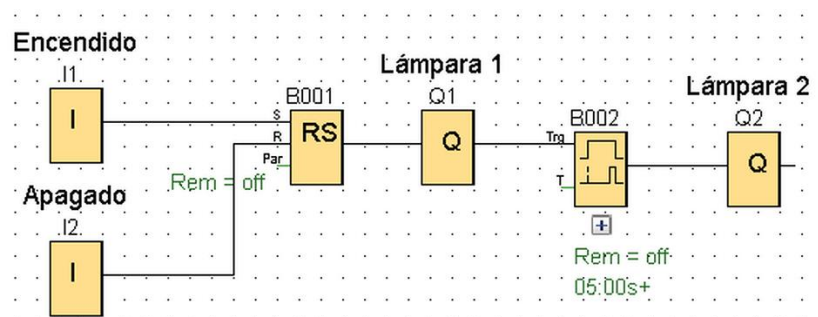 Encendido
I1
I
Apagado
I2
I
B001
S
R
Par
RS
Rem = off
Lámpara 1
Q1
Q
B002
Trg
T
+
Rem = off
05:00s+
Lámpara 2
Q2
Q